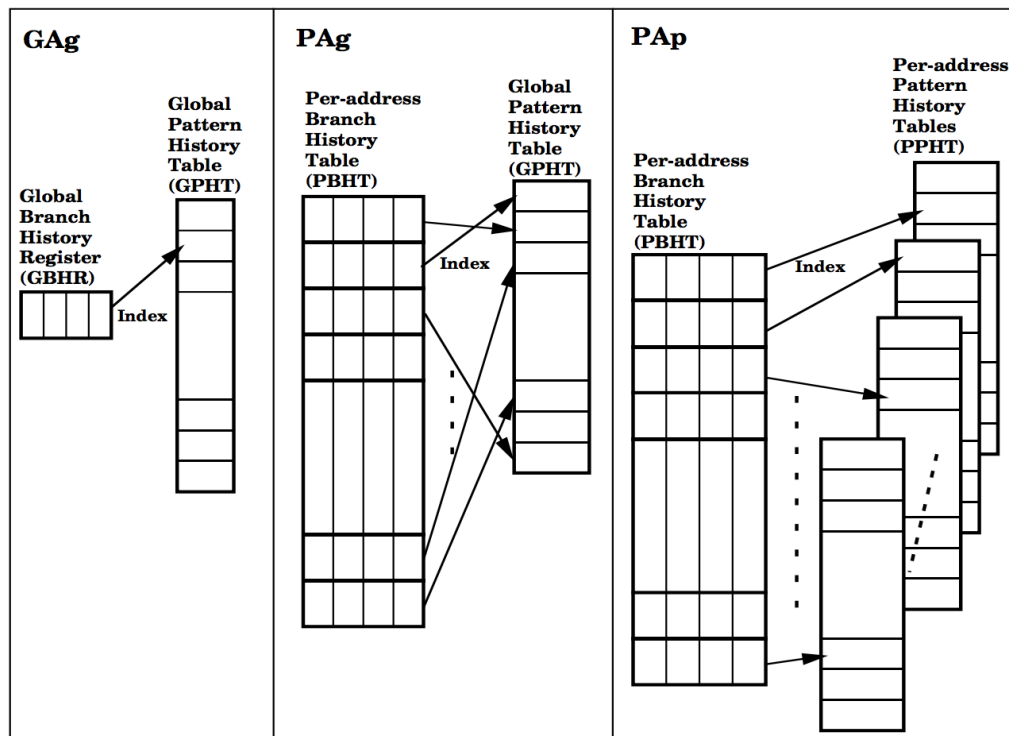 GAg
Global
Pattern
History
Table
(GPHT)
Global
Branch
History
Register
(GBHR)
Index
PAg
Per-address
Branch
History
Table
(PBHT)
Global
Pattern
History
Table
(GPHT)
Index
PAp
Per-address
Pattern
History
Tables
(PPHT)
Per-address
Branch
History
Table
(PBHT)
Index